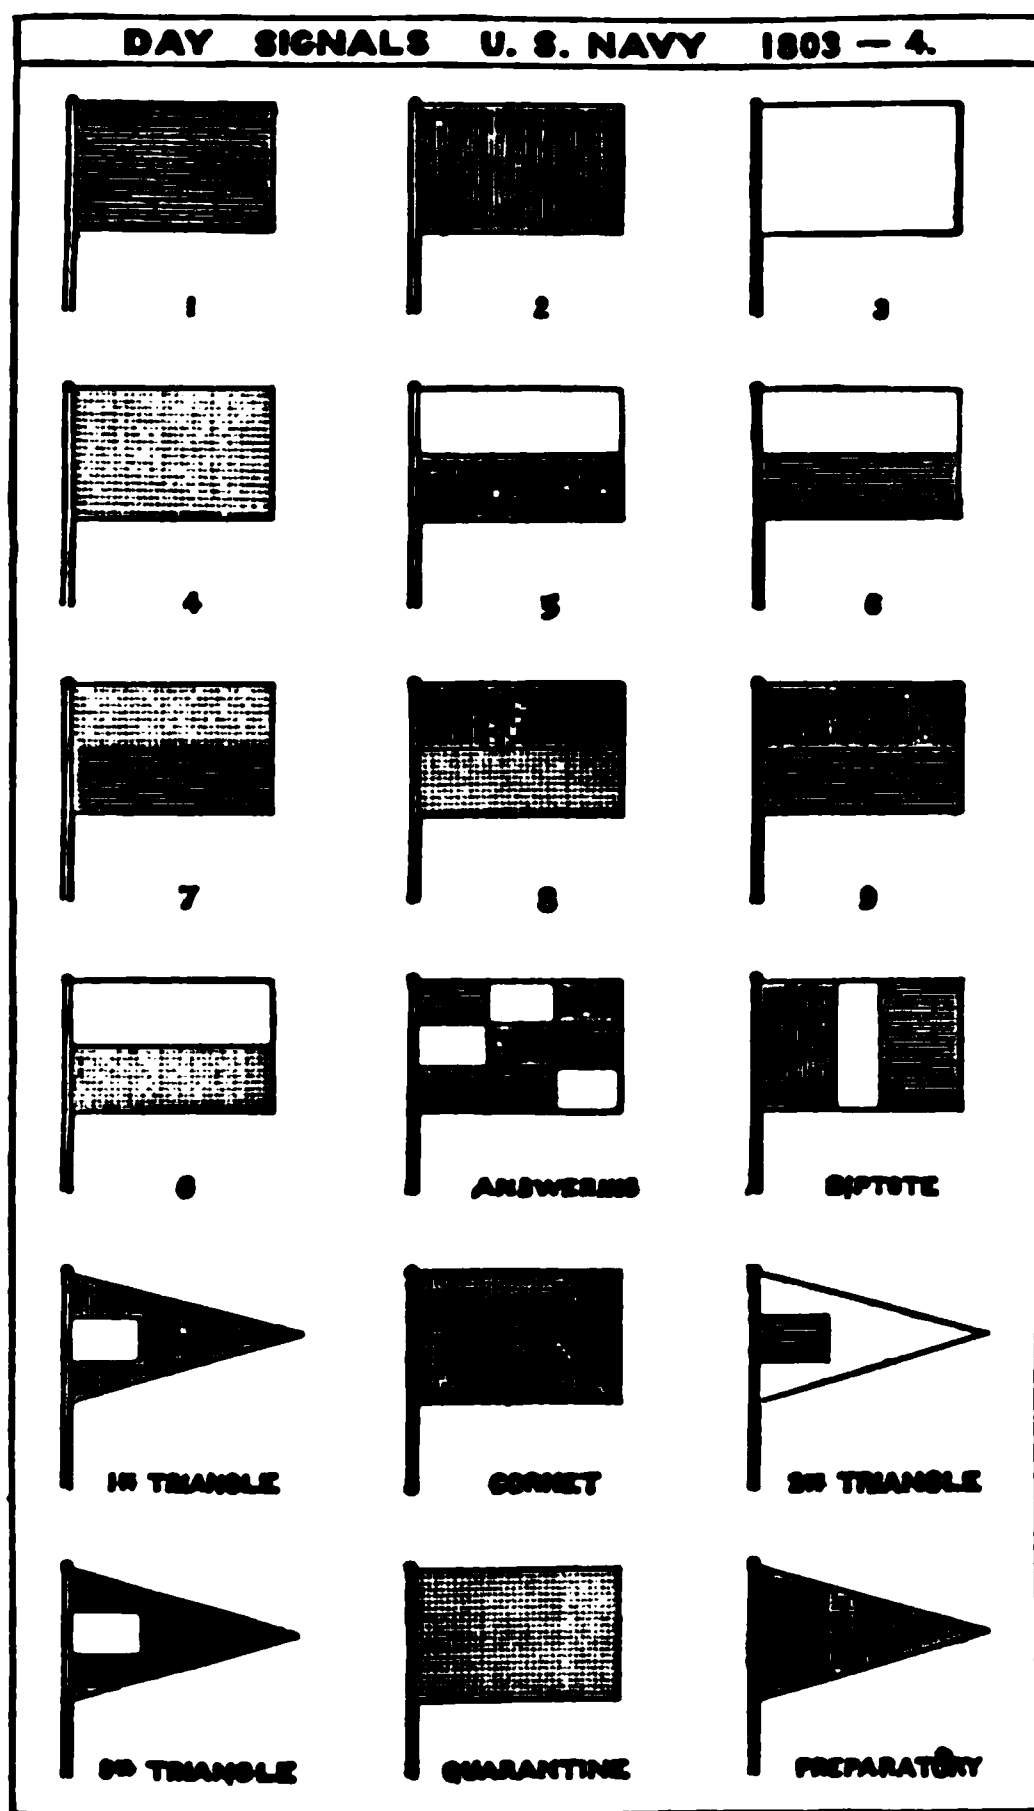 DAY SIGNALS U. S. NAVY 1803 — 4.
1 2 3
4 5 6
7 8 9
0 ANSWERING DIPTOTE
1ST TRIANGLE CORNET 2ND TRIANGLE
3RD TRIANGLE QUARANTINE PREPARATORY